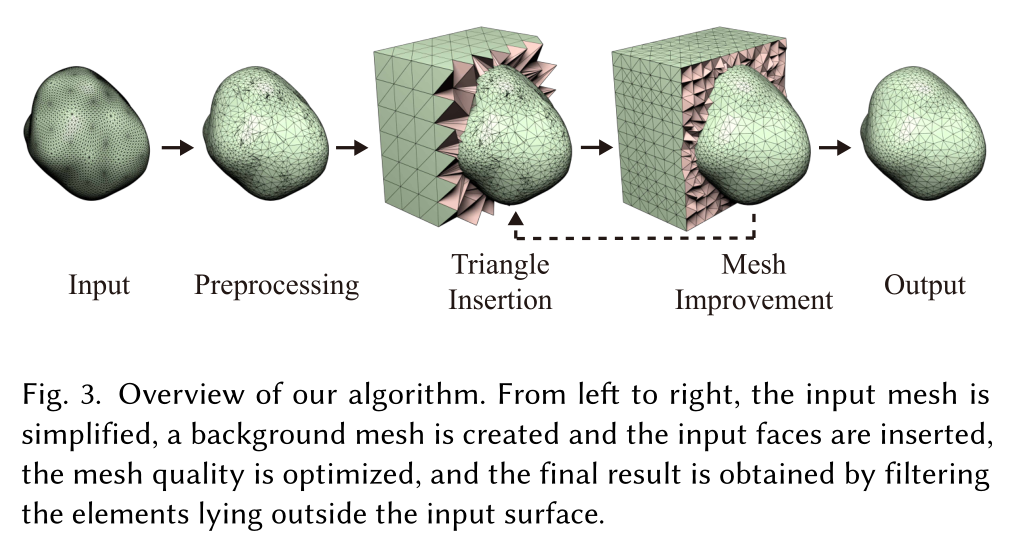 Input
Preprocessing
Triangle
Insertion
Mesh
Improvement
Output
Fig. 3. Overview of our algorithm. From left to right, the input mesh is
simplified, a background mesh is created and the input faces are inserted,
the mesh quality is optimized, and the final result is obtained by filtering
the elements lying outside the input surface.